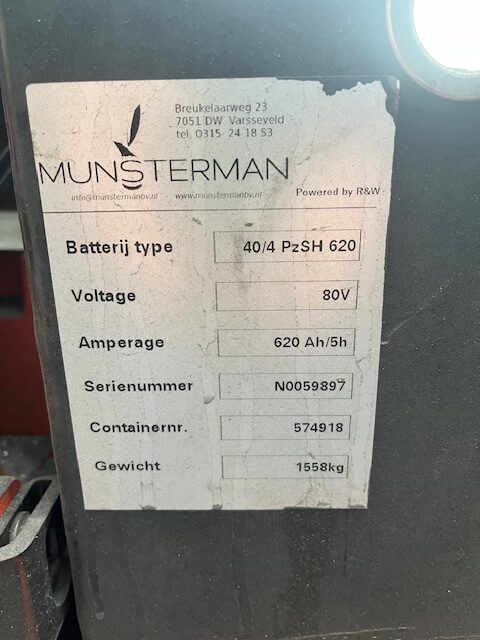 Breukelaarweg 23
7051 DW Varsseveld
tel. 0315- 24 18 53
MUNSTERMAN
info@munstermanbv.nl - www.munstermanbv.nl
Powered by R&W
Batterij type 40/4 PzSH 620
Voltage 80V
Amperage 620 Ah/5h
Serienummer N0059897
Containernr. 574918
Gewicht 1558kg